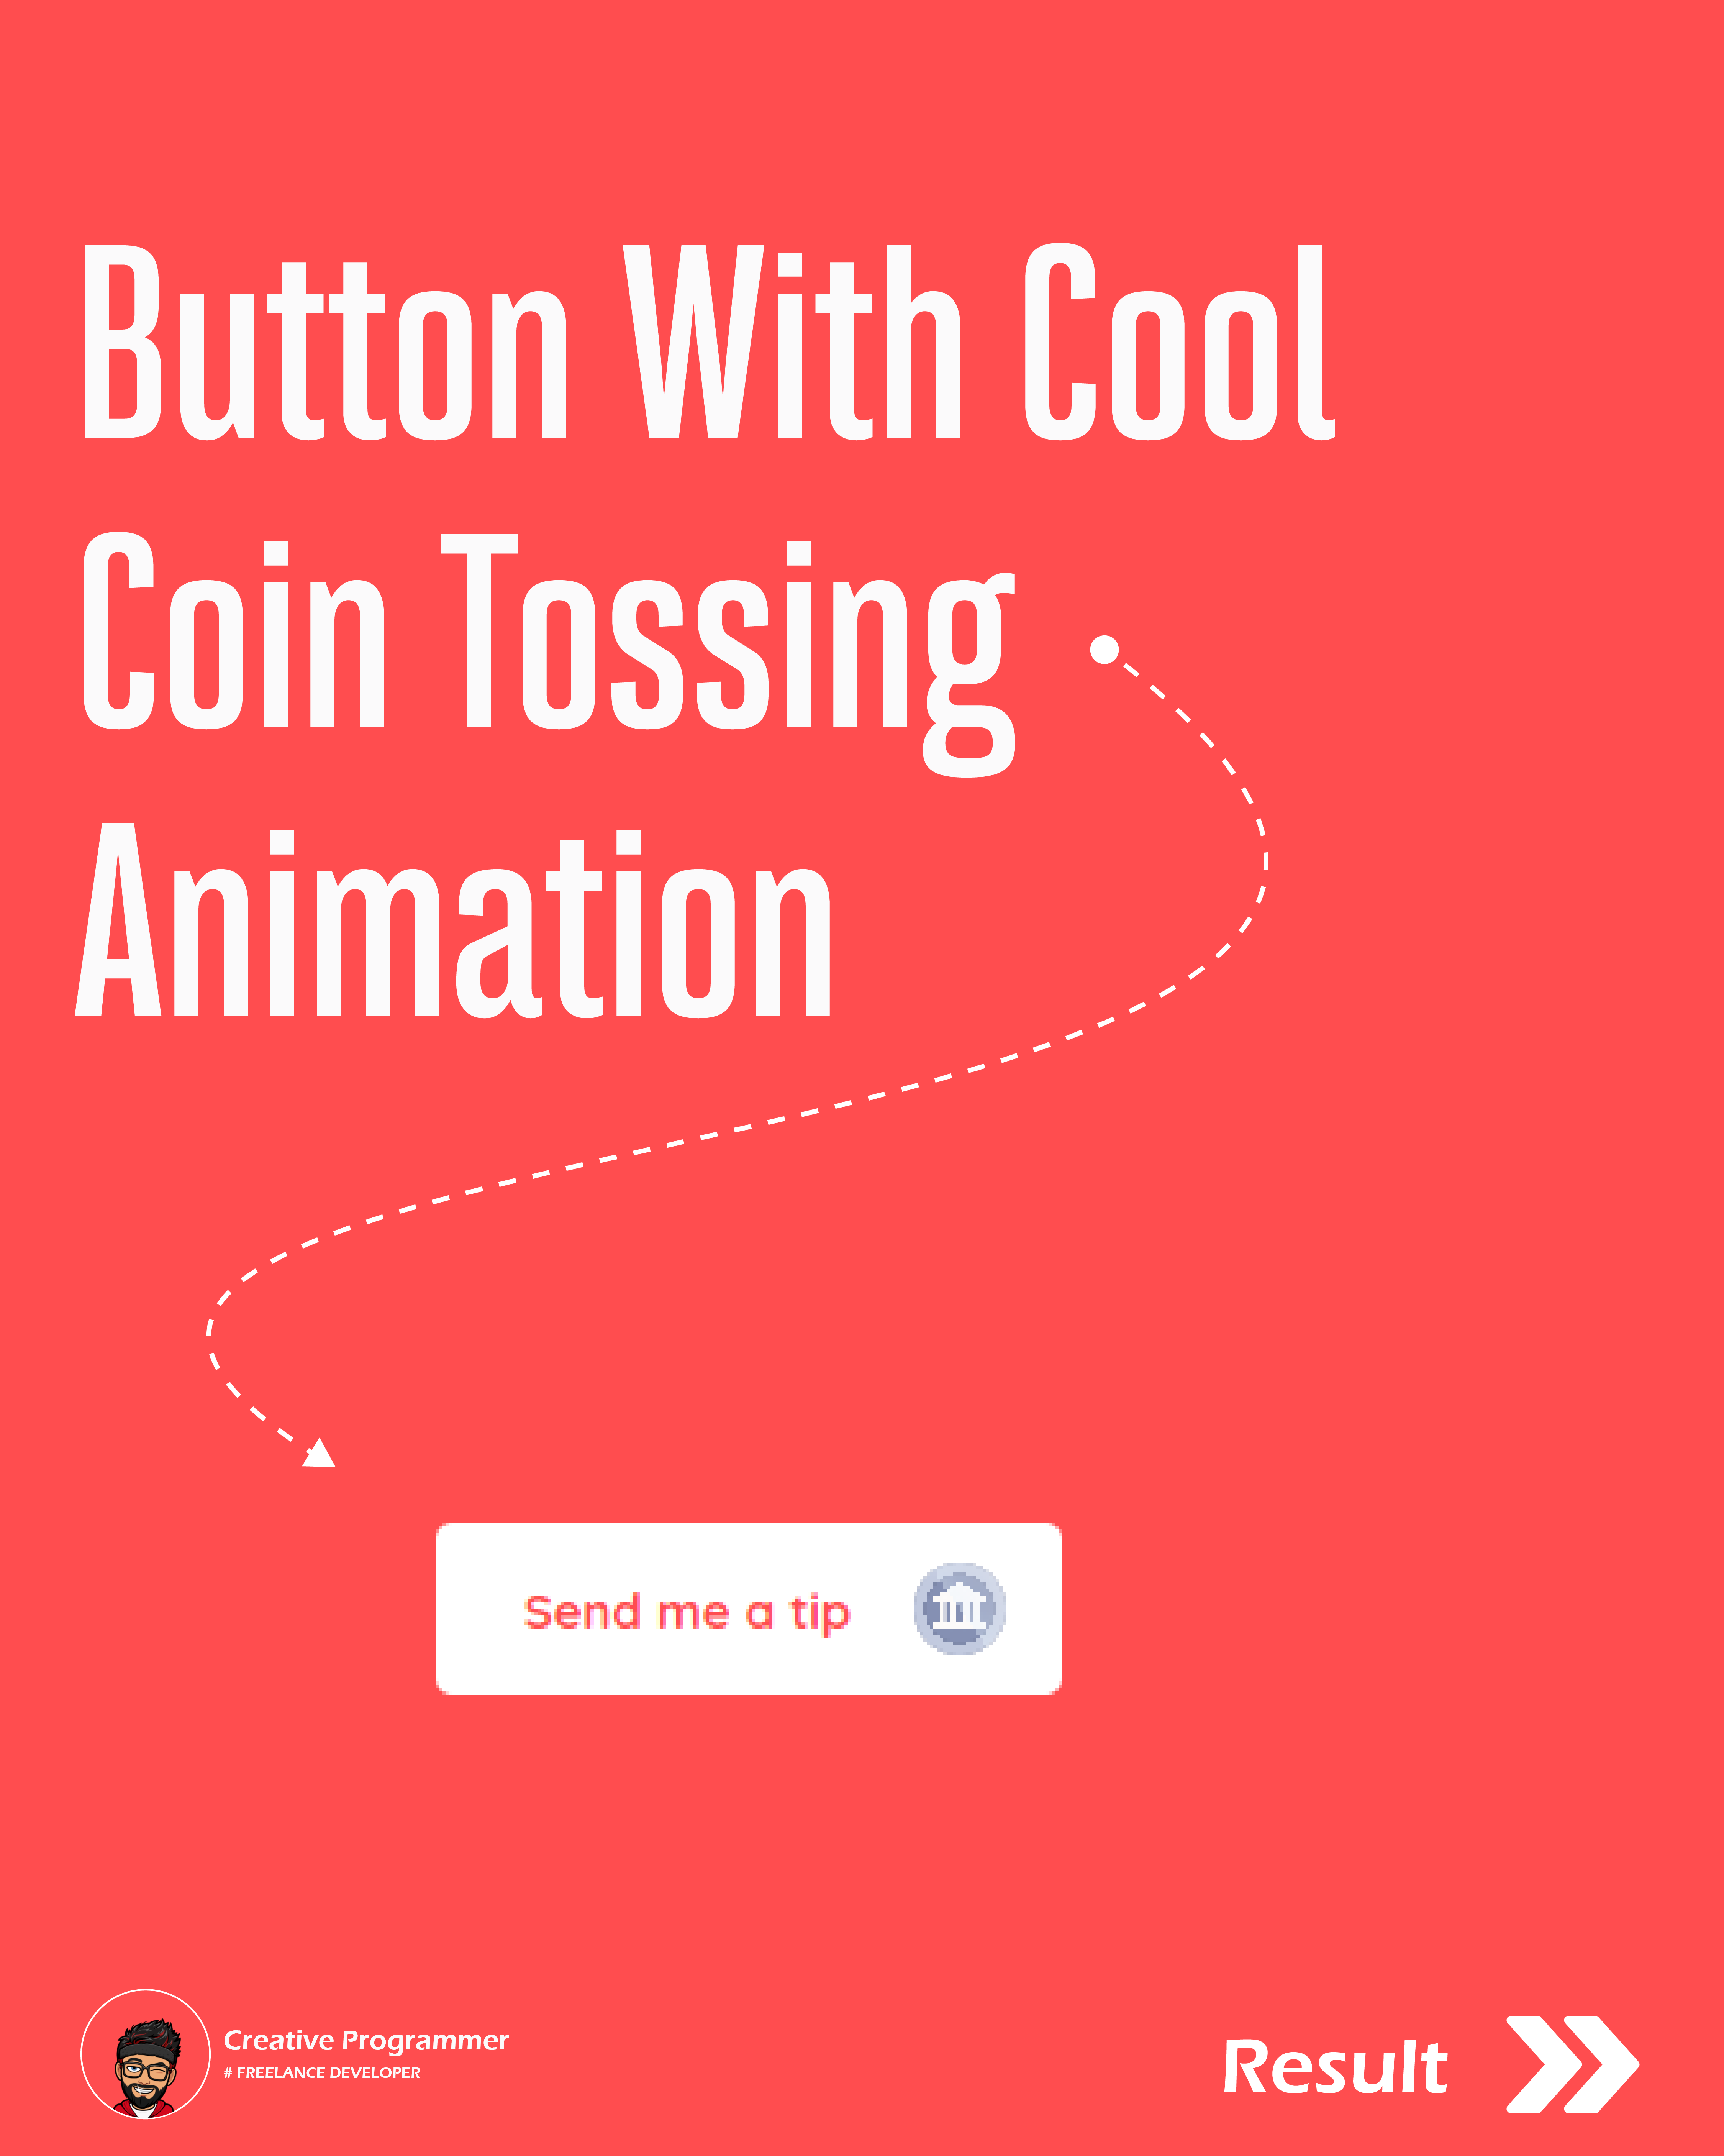 Button With Cool
Coin Tossing
Animation
Send me a tip
Creative Programmer
# FREELANCE DEVELOPER
Result